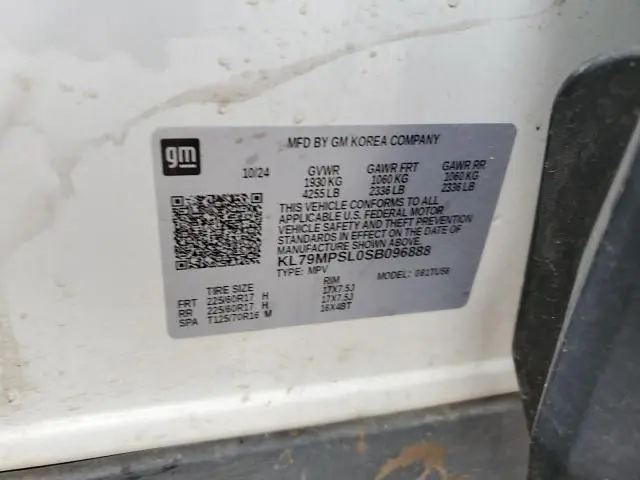 gm
MFD BY GM KOREA COMPANY
10/24 GVWR GAWR FRT GAWR RR
1930 KG 1060 KG 1060 KG
4255 LB 2336 LB 2336 LB
THIS VEHICLE CONFORMS TO ALL
APPLICABLE U.S. FEDERAL MOTOR
VEHICLE SAFETY AND THEFT PREVENTION
STANDARDS IN EFFECT ON THE DATE OF
MANUFACTURE SHOWN ABOVE.
KL79MPSL0SB096888
TYPE: MPV MODEL: 081TU56
TIRE SIZE RIM
FRT 225/60R17 H 17X7.5J
RR 225/60R17 H 17X7.5J
SPA T125/70R16 M 16X4BT